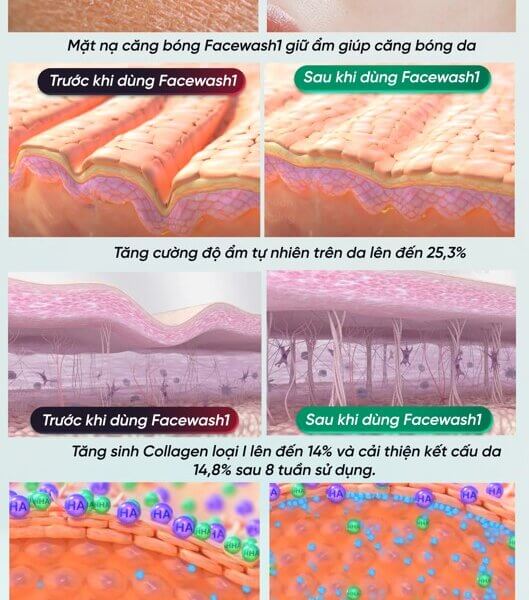 Mặt nạ căng bóng Facewash1 giữ ẩm giúp căng bóng da
Trước khi dùng Facewash1
Sau khi dùng Facewash1
Tăng cường độ ẩm tự nhiên trên da lên đến 25,3%
Trước khi dùng Facewash1
Sau khi dùng Facewash1
Tăng sinh Collagen loại I lên đến 14% và cải thiện kết cấu da
14,8% sau 8 tuần sử dụng.
HA HA HA HA HA
HA HA HA